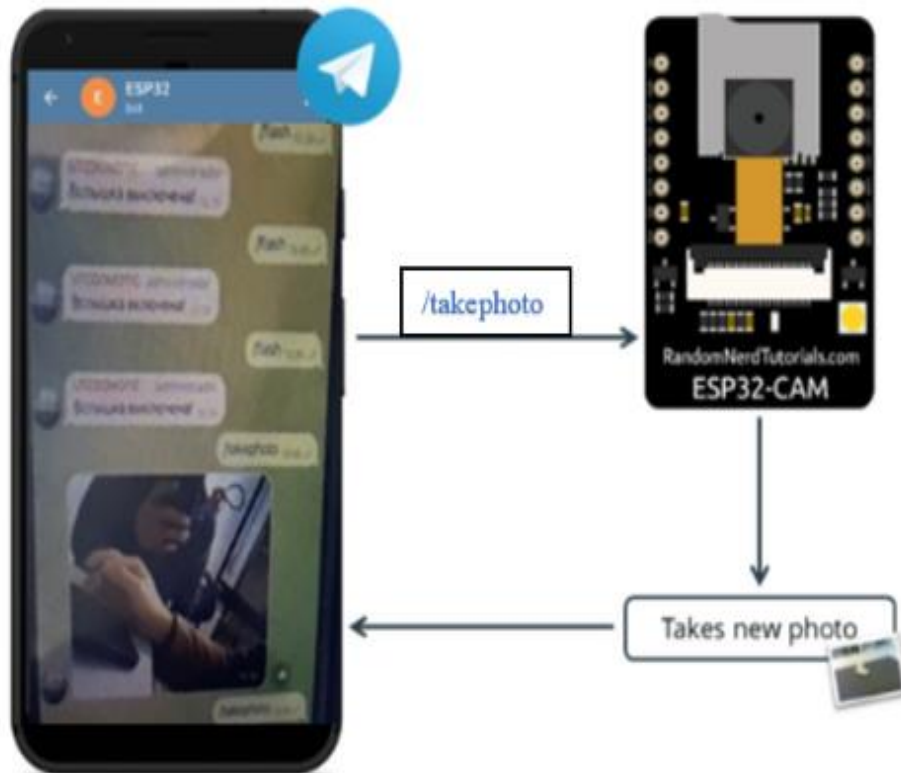 ESP32
bot
/flash
Вспышка выключена!
/flash
Вспышка включена!
/flash
Вспышка выключена!
/takephoto
/takephoto
/takephoto
RandomNerdTutorials.com
ESP32-CAM
Takes new photo